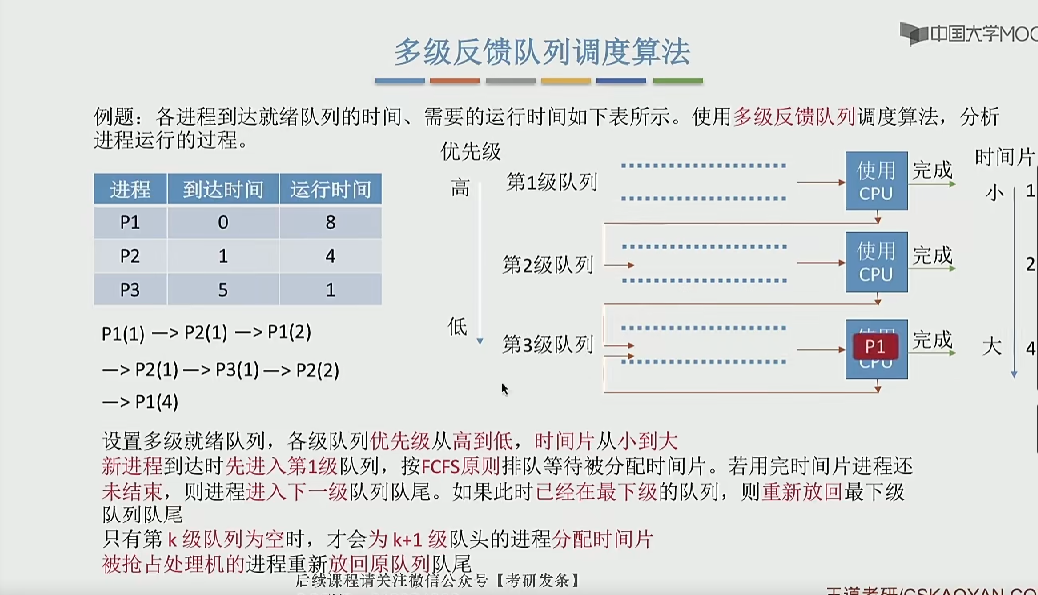 中国大学MOO
多级反馈队列调度算法
例题：各进程到达就绪队列的时间、需要的运行时间如下表所示。使用多级反馈队列调度算法，分析
进程运行的过程。
进程 到达时间 运行时间
P1 0 8
P2 1 4
P3 5 1
P1(1) —> P2(1) —> P1(2)
—> P2(1) —> P3(1) —> P2(2)
—> P1(4)
优先级
高
低
第1级队列
使用
CPU
完成
第2级队列
使用
CPU
完成
第3级队列
使用
P1
CPU
完成
时间片
小 1
2
大 4
设置多级就绪队列，各级队列优先级从高到低，时间片从小到大
新进程到达时先进入第1级队列，按FCFS原则排队等待被分配时间片。若用完时间片进程还
未结束，则进程进入下一级队列队尾。如果此时已经在最下级的队列，则重新放回最下级
队列队尾
只有第 k 级队列为空时，才会为 k+1 级队头的进程分配时间片
被抢占处理机的进程重新放回原队列队尾
后续课程请关注微信公众号【考研发条】
王道考研/CSKAOYAN.CO